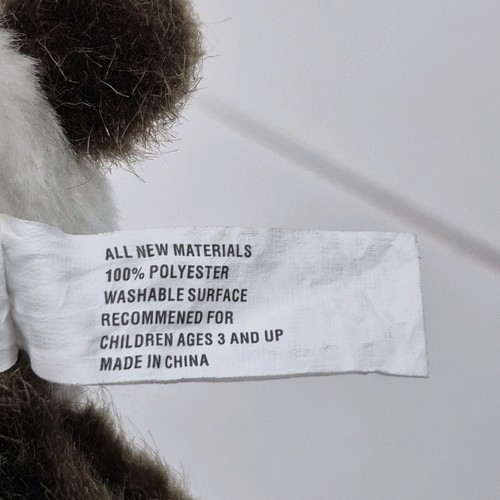 ALL NEW MATERIALS
100% POLYESTER
WASHABLE SURFACE
RECOMMENED FOR
CHILDREN AGES 3 AND UP
MADE IN CHINA